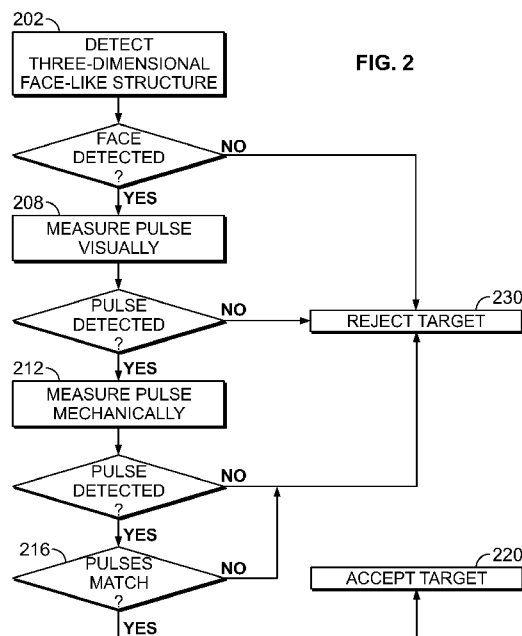 202
DETECT
THREE-DIMENSIONAL
FACE-LIKE STRUCTURE
FIG. 2
FACE
DETECTED
?
NO
YES
208
MEASURE PULSE
VISUALLY
PULSE
DETECTED
?
NO
230
REJECT TARGET
YES
212
MEASURE PULSE
MECHANICALLY
PULSE
DETECTED
?
NO
YES
216
PULSES
MATCH
?
NO
220
ACCEPT TARGET
YES